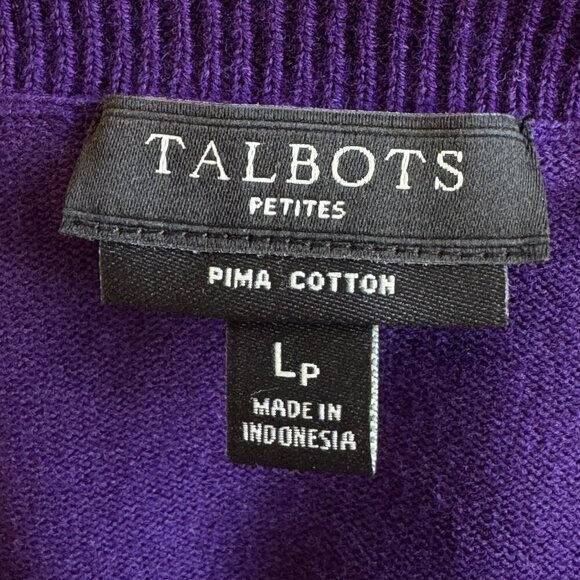 TALBOTS
PETITES
PIMA COTTON
LP
MADE IN
INDONESIA